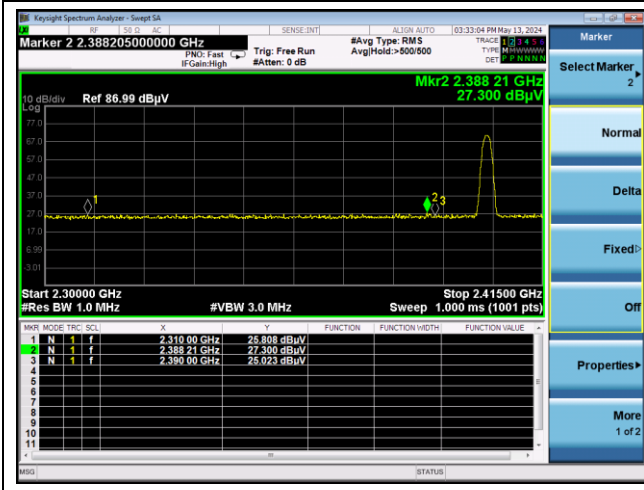 Keysight Spectrum Analyzer - Swept SA
RF 50 Ω AC SENSE:INT ALIGN AUTO 03:33:04 PM May 13, 2024
Marker 2 2.388205000000 GHz
PNO: Fast
IFGain:High
Trig: Free Run
#Atten: 0 dB
#Avg Type: RMS
Avg|Hold:>500/500
TRACE 1 2 3 4 5 6
TYPE M W W W W W
DET P P N N N N
Mkr2 2.388 21 GHz
27.300 dBµV
10 dB/div Ref 86.99 dBµV
Log
77.0
67.0
57.0
47.0
37.0
27.0
17.0
6.99
-3.01
1
2
3
Start 2.30000 GHz Stop 2.41500 GHz
#Res BW 1.0 MHz #VBW 3.0 MHz Sweep 1.000 ms (1001 pts)
MKR MODE TRC SCL X Y FUNCTION FUNCTION WIDTH FUNCTION VALUE
1 N 1 f 2.310 00 GHz 25.808 dBµV
2 N 1 f 2.388 21 GHz 27.300 dBµV
3 N 1 f 2.390 00 GHz 25.023 dBµV
4
5
6
7
8
9
10
11
MSG STATUS
Marker
Select Marker
2
Normal
Delta
Fixed
Off
Properties
More
1 of 2